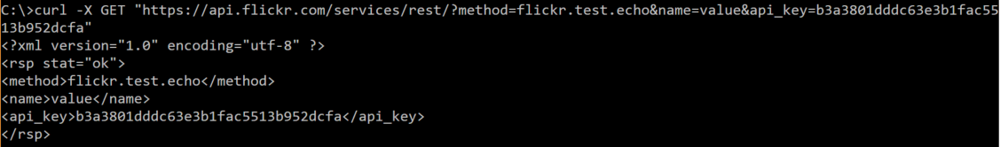 C:\>curl -X GET "https://api.flickr.com/services/rest/?method=flickr.test.echo&name=value&api_key=b3a3801dddc63e3b1fac55
13b952dcfa"
<?xml version="1.0" encoding="utf-8" ?>
<rsp stat="ok">
<method>flickr.test.echo</method>
<name>value</name>
<api_key>b3a3801dddc63e3b1fac5513b952dcfa</api_key>
</rsp>